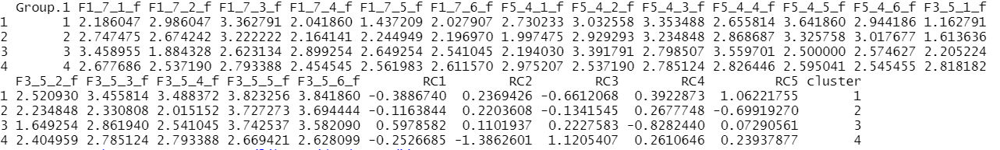 Group.1 F1_7_1_f F1_7_2_f F1_7_3_f F1_7_4_f F1_7_5_f F1_7_6_f F5_4_1_f F5_4_2_f F5_4_3_f F5_4_4_f F5_4_5_f F5_4_6_f F3_5_1_f
1 1 2.186047 2.986047 3.362791 2.041860 1.437209 2.027907 2.730233 3.032558 3.353488 2.655814 3.641860 2.944186 1.162791
2 2 2.747475 2.674242 3.222222 2.164141 2.244949 2.196970 1.997475 2.929293 3.234848 2.868687 3.325758 3.017677 1.613636
3 3 3.458955 1.884328 2.623134 2.899254 2.649254 2.541045 2.194030 3.391791 2.798507 3.559701 2.500000 2.574627 2.205224
4 4 2.677686 2.537190 2.793388 2.454545 2.561983 2.611570 2.975207 2.537190 2.785124 2.826446 2.595041 2.545455 2.818182
F3_5_2_f F3_5_3_f F3_5_4_f F3_5_5_f F3_5_6_f RC1 RC2 RC3 RC4 RC5 cluster
1 2.520930 3.455814 3.488372 3.823256 3.841860 -0.3886740 0.2369426 -0.6612068 0.3922873 1.06221755 1
2 2.234848 2.330808 2.015152 3.727273 3.694444 -0.1163844 0.2203608 -0.1341545 0.2677748 -0.69919270 2
3 1.649254 2.861940 2.541045 3.742537 3.582090 0.5978582 0.1101937 0.2227583 -0.8282440 0.07290561 3
4 2.404959 2.785124 2.793388 2.669421 2.628099 -0.2526685 -1.3862601 1.1205407 0.2610646 0.23937877 4